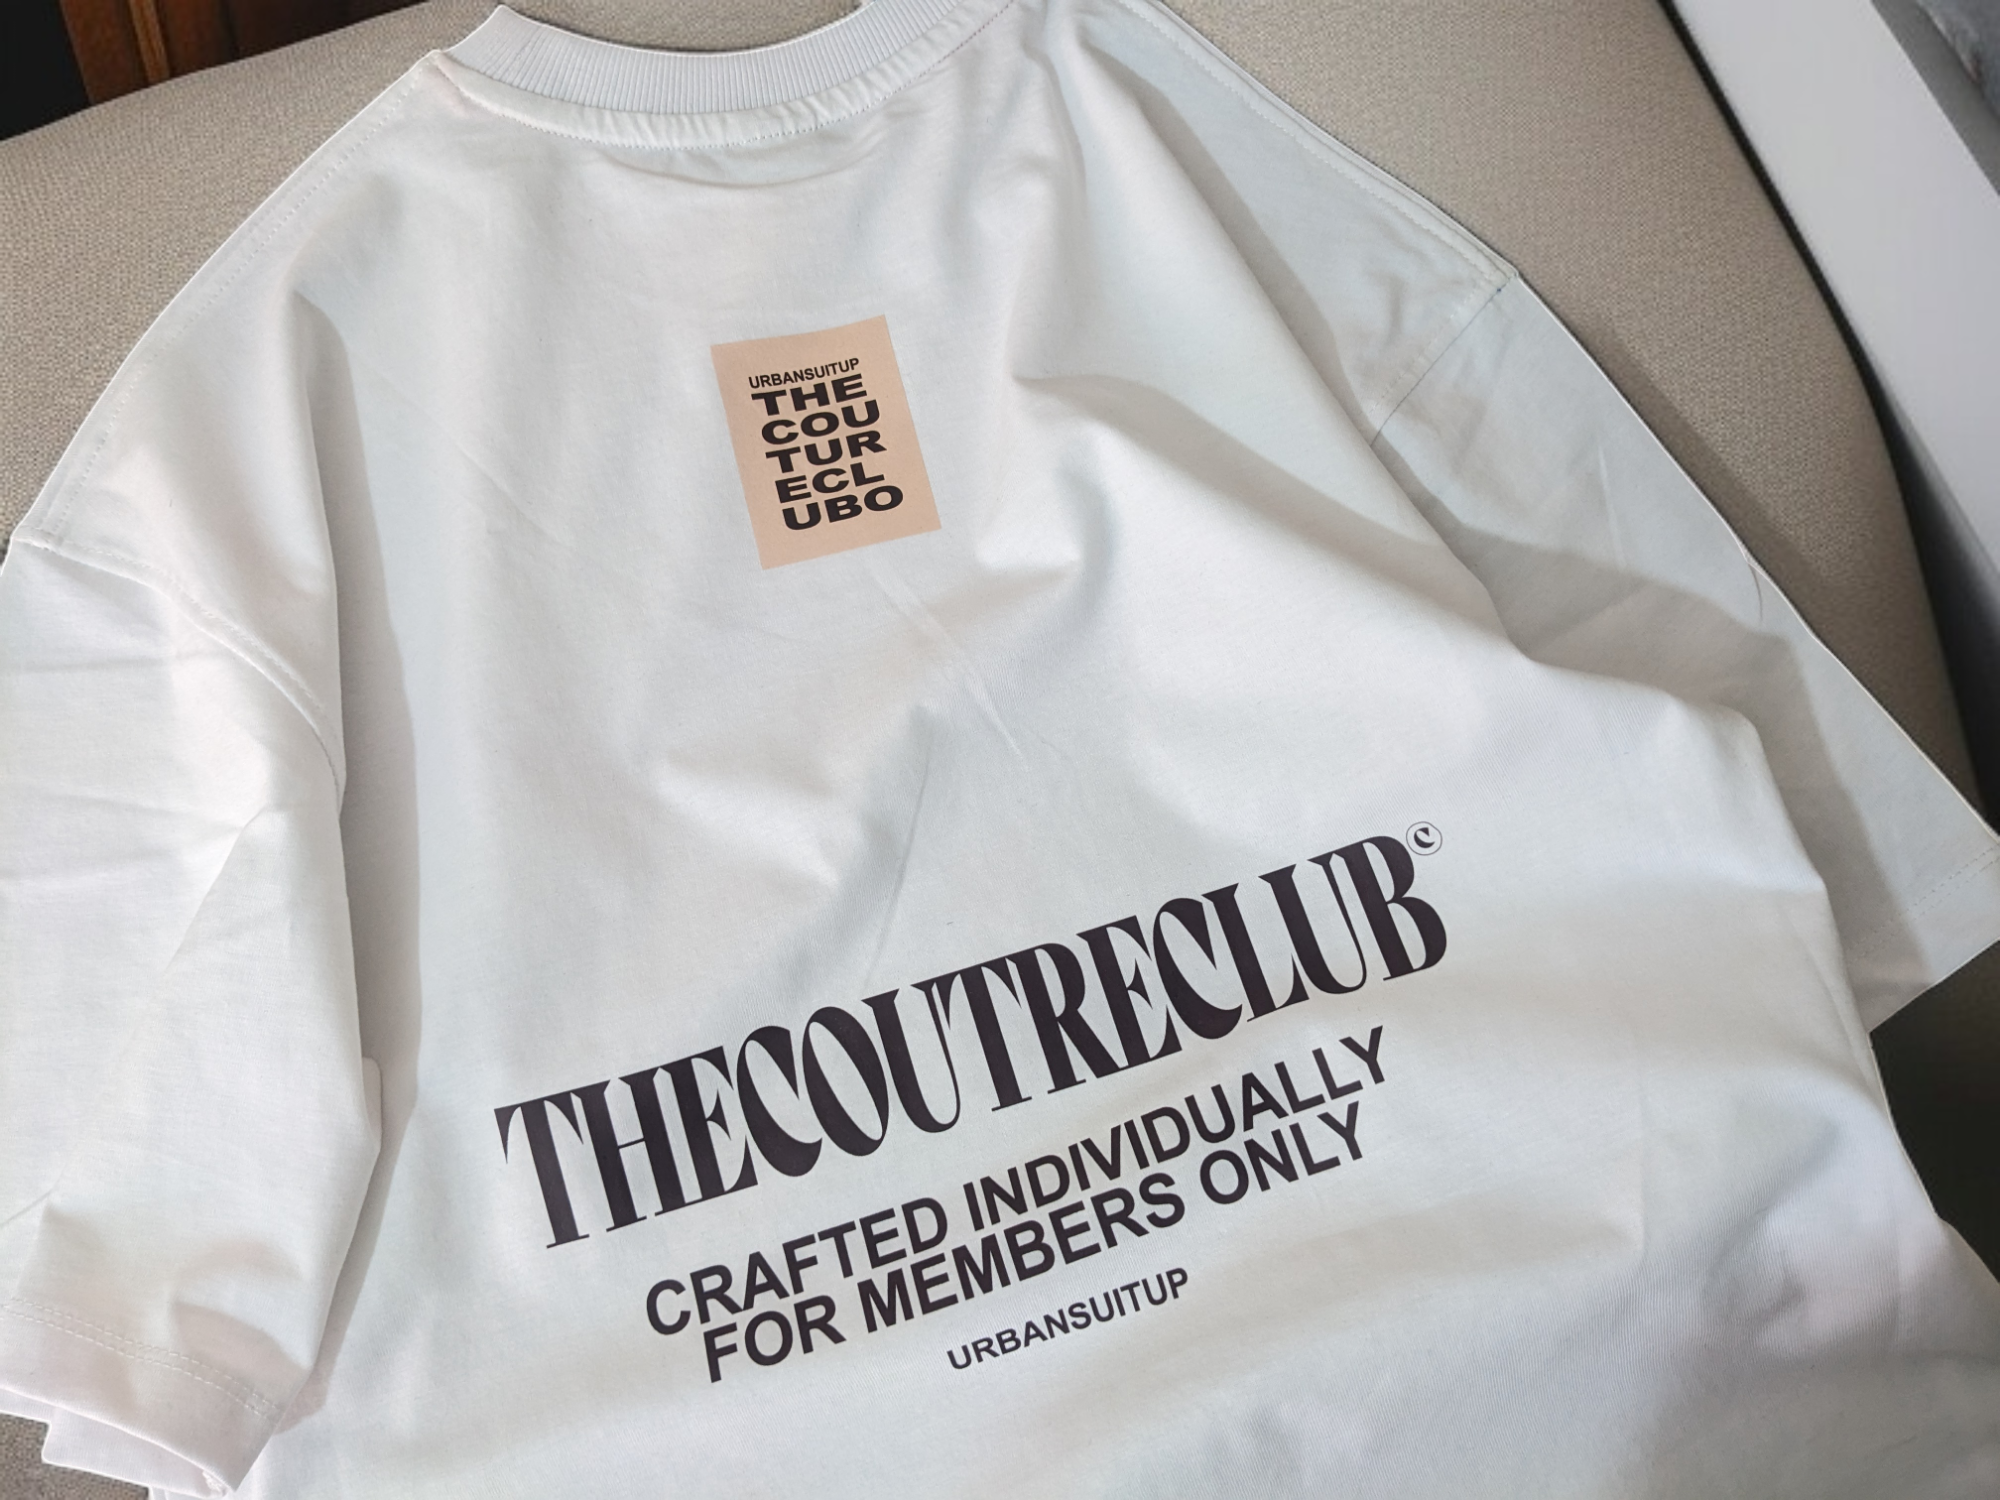 URBANSUITUP
THE
COU
TUR
ECL
UBO
THECOUTRECLUB©
CRAFTED INDIVIDUALLY
FOR MEMBERS ONLY
URBANSUITUP